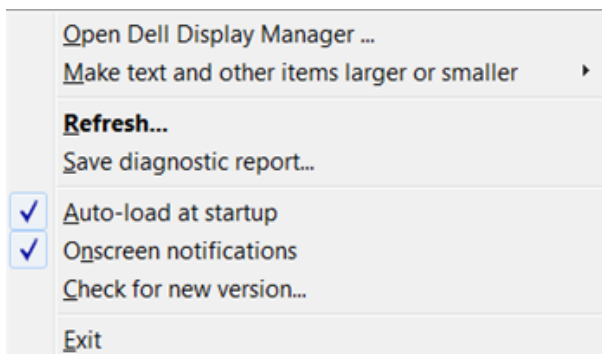 Open Dell Display Manager ...
Make text and other items larger or smaller
Refresh...
Save diagnostic report...
Auto-load at startup
Onscreen notifications
Check for new version...
Exit